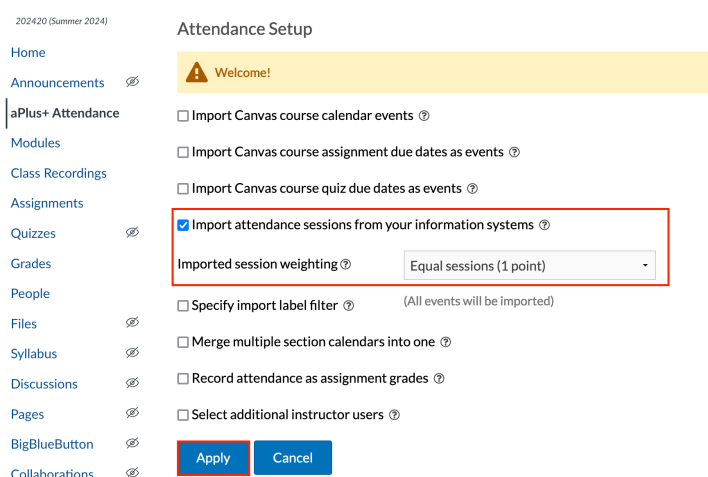 202420 (Summer 2024)
Home
Announcements
aPlus+ Attendance
Modules
Class Recordings
Assignments
Quizzes
Grades
People
Files
Syllabus
Discussions
Pages
BigBlueButton
Collaborations
Attendance Setup
Welcome!
Import Canvas course calendar events
Import Canvas course assignment due dates as events
Import Canvas course quiz due dates as events
Import attendance sessions from your information systems
Imported session weighting Equal sessions (1 point)
Specify import label filter (All events will be imported)
Merge multiple section calendars into one
Record attendance as assignment grades
Select additional instructor users
Apply Cancel